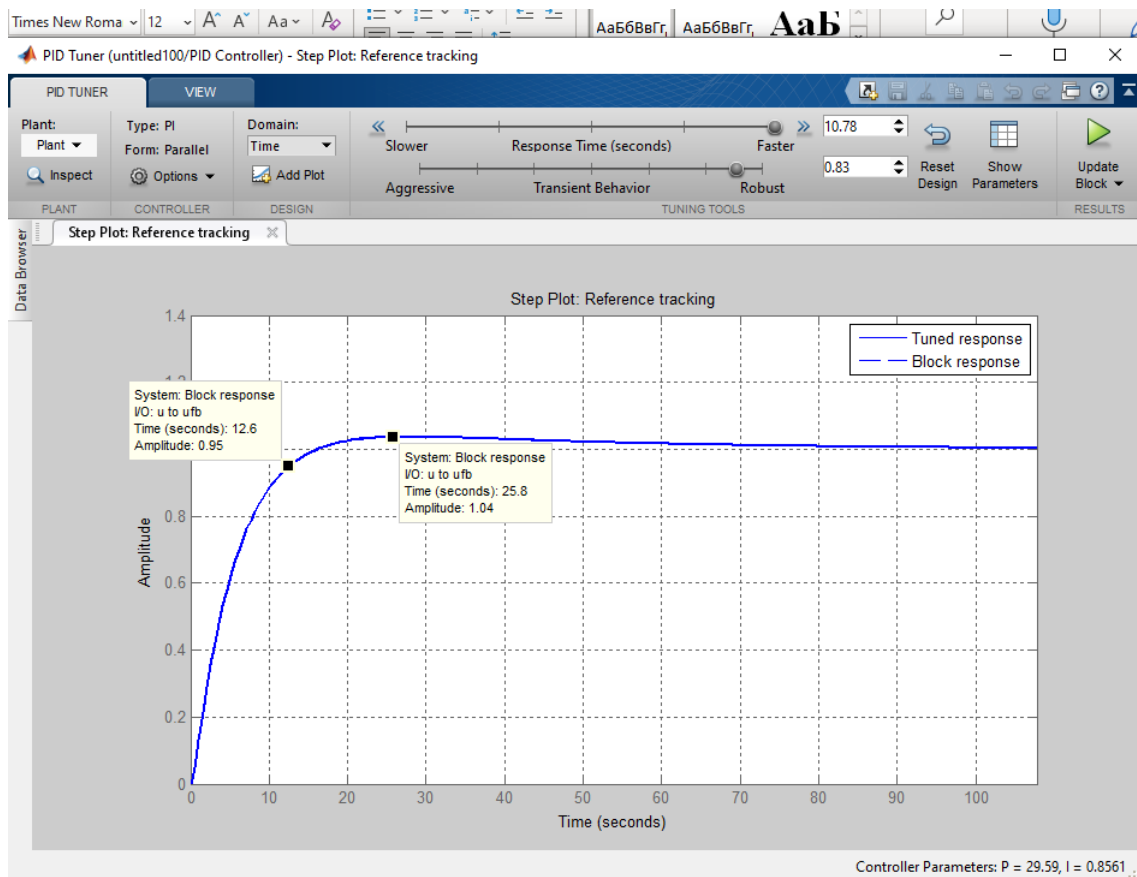 Times New Roma 12 A A Aa A
АаБбВвГг, АаБбВвГг, АаЬ
PID Tuner (untitled100/PID Controller) - Step Plot: Reference tracking
PID TUNER VIEW
Plant: Type: PI Domain: 10.78
Plant Form: Parallel Time Slower Response Time (seconds) Faster
Inspect Options Add Plot 0.83 Reset Design Show Parameters Update Block
Aggressive Transient Behavior Robust
PLANT CONTROLLER DESIGN TUNING TOOLS RESULTS
Data Browser
Step Plot: Reference tracking
Step Plot: Reference tracking
Tuned response
Block response
System: Block response
I/O: u to ufb
Time (seconds): 12.6
Amplitude: 0.95
System: Block response
I/O: u to ufb
Time (seconds): 25.8
Amplitude: 1.04
Amplitude
1.4
0.8
0.6
0.4
0.2
0
0 10 20 30 40 50 60 70 80 90 100
Time (seconds)
Controller Parameters: P = 29.59, I = 0.8561